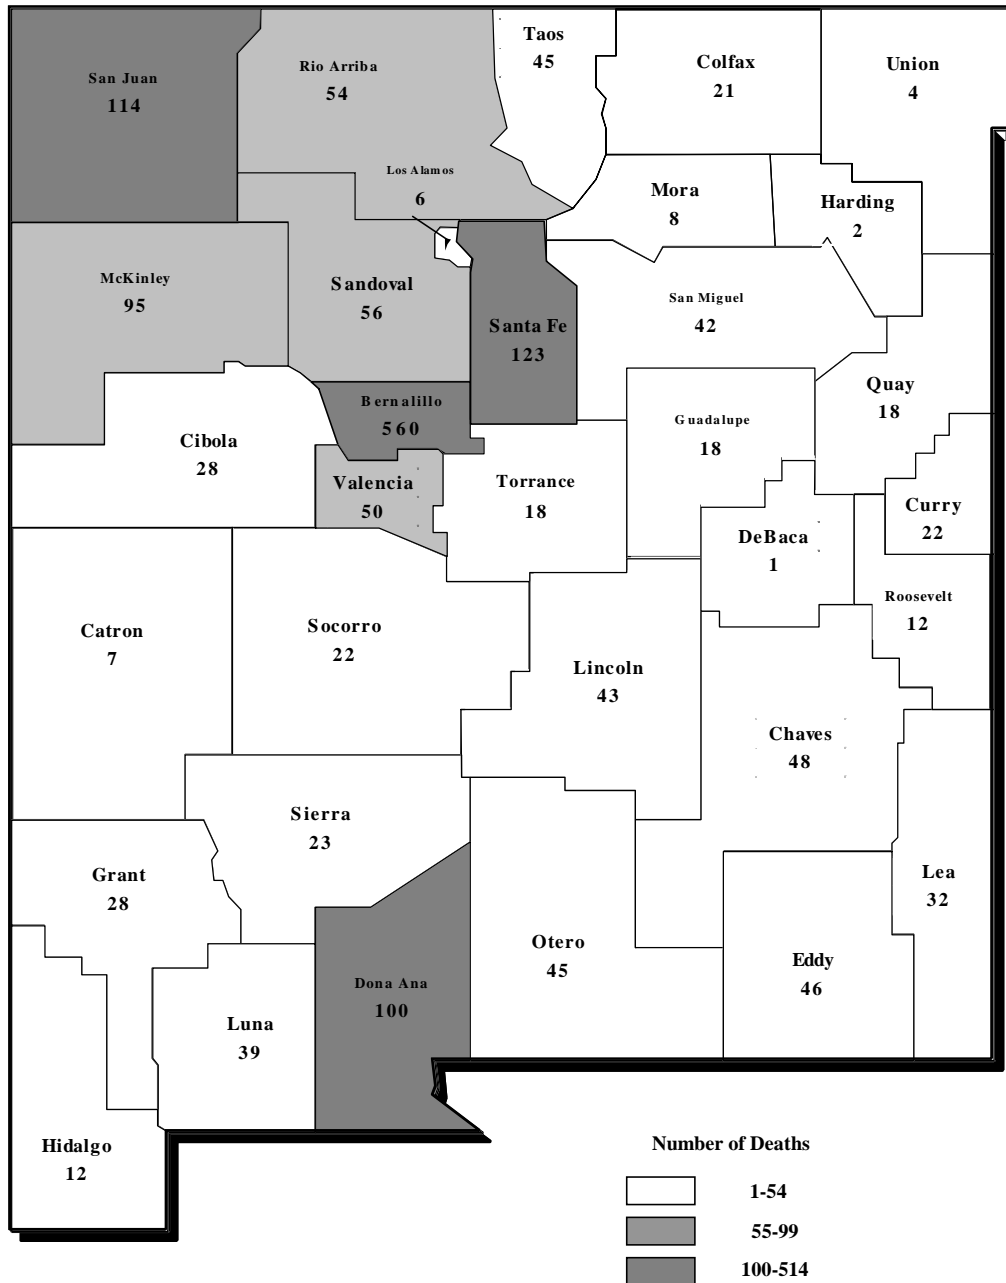 Taos
45
Colfax
21
Union
4
San Juan
114
Rio Arriba
54
Los Alamos
6
Mora
8
Harding
2
McKinley
95
Sandoval
56
Santa Fe
123
San Miguel
42
Quay
18
Bernalillo
560
Guadalupe
18
Cibola
28
Valencia
50
Torrance
18
Curry
22
DeBaca
1
Roosevelt
12
Catron
7
Socorro
22
Lincoln
43
Chaves
48
Sierra
23
Grant
28
Lea
32
Otero
45
Eddy
46
Dona Ana
100
Luna
39
Hidalgo
12
Number of Deaths
1-54
55-99
100-514